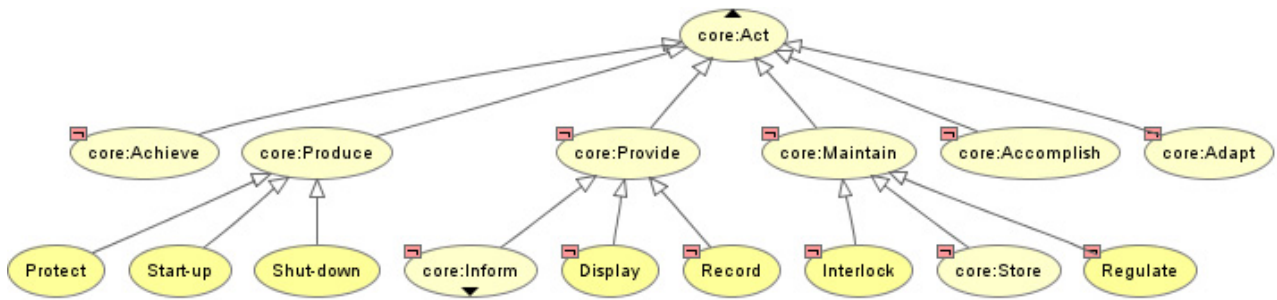 core:Act
core:Achieve
core:Produce
core:Provide
core:Maintain
core:Accomplish
core:Adapt
Protect
Start-up
Shut-down
core:Inform
Display
Record
Interlock
core:Store
Regulate